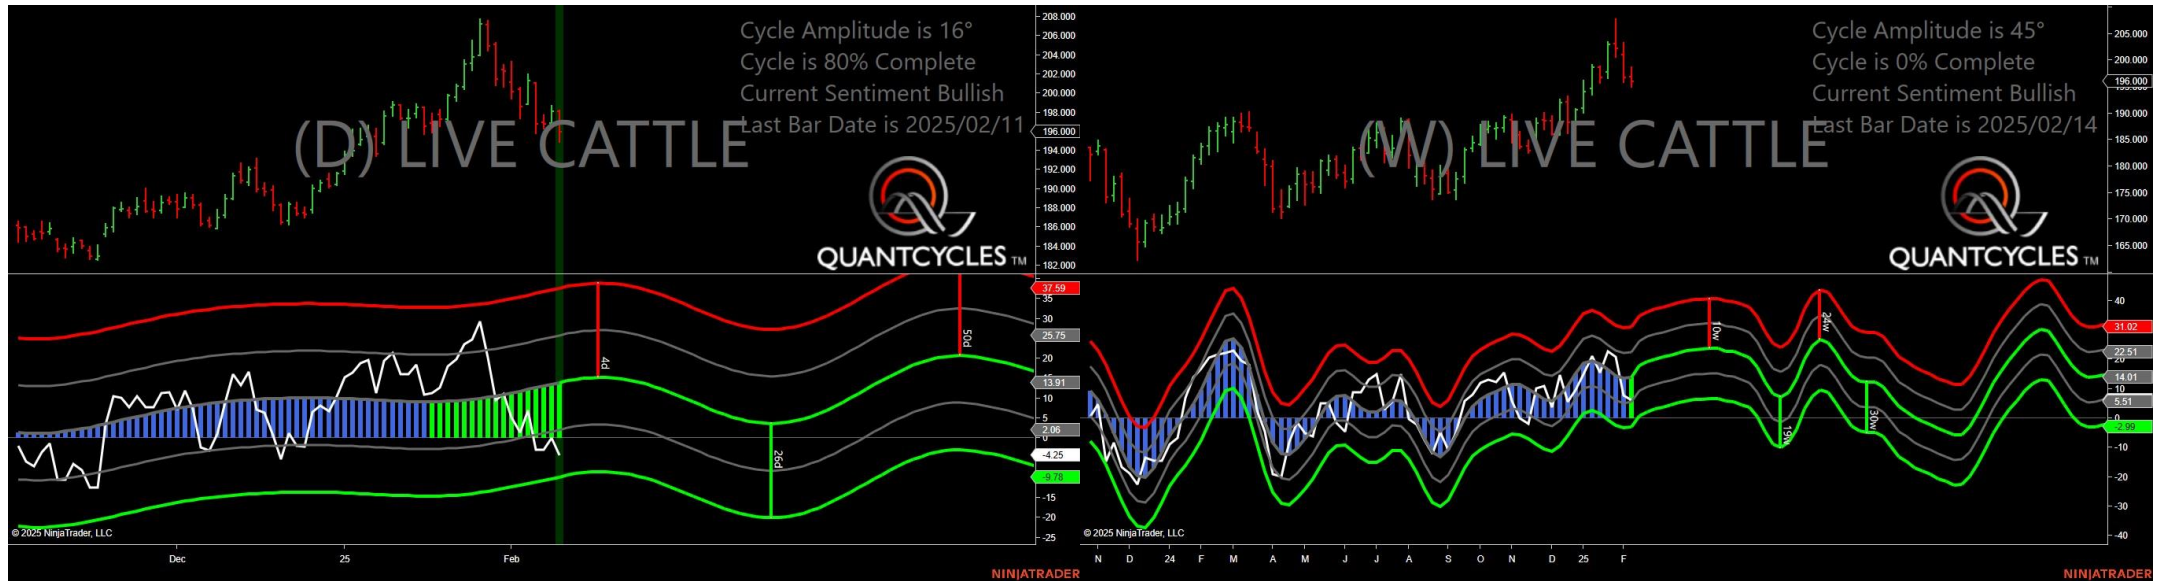 Cycle Amplitude is 16°
Cycle is 80% Complete
Current Sentiment Bullish
Last Bar Date is 2025/02/11
(D) LIVE CATTLE
QUANTCYCLES TM
208.000
206.000
204.000
202.000
200.000
198.000
196.000
194.000
192.000
190.000
188.000
186.000
184.000
182.000
37.59
35
30
25.75
20
13.91
10
5
2.06
0
-4.25
-9.78
-15
-20
-25
4d
26d
50d
© 2025 NinjaTrader, LLC
Dec
25
Feb
NINJATRADER
Cycle Amplitude is 45°
Cycle is 0% Complete
Current Sentiment Bullish
Last Bar Date is 2025/02/14
(W) LIVE CATTLE
QUANTCYCLES TM
205.000
200.000
196.000
190.000
185.000
180.000
175.000
170.000
165.000
40
31.02
22.51
20
14.01
10
5.51
0
-2.99
-10
-20
-30
-40
10w
19w
24w
30w
© 2025 NinjaTrader, LLC
N D 24 F M A M J J A S O N D 25 F
NINJATRADER